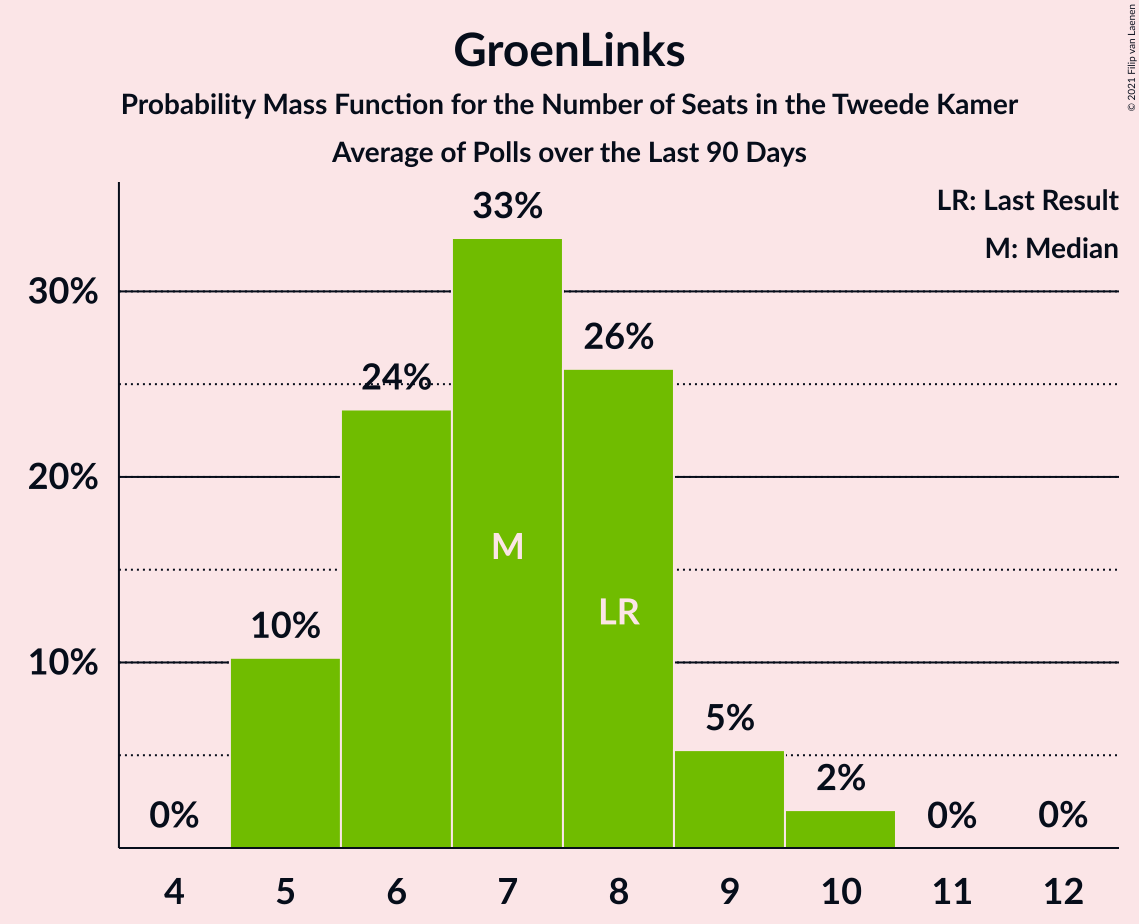 GroenLinks
Probability Mass Function for the Number of Seats in the Tweede Kamer
Average of Polls over the Last 90 Days
© 2021 Filip van Laenen
LR: Last Result
M: Median
30%
20%
10%
0%
10%
24%
33%
26%
5%
2%
0%
0%
M
LR
4 5 6 7 8 9 10 11 12